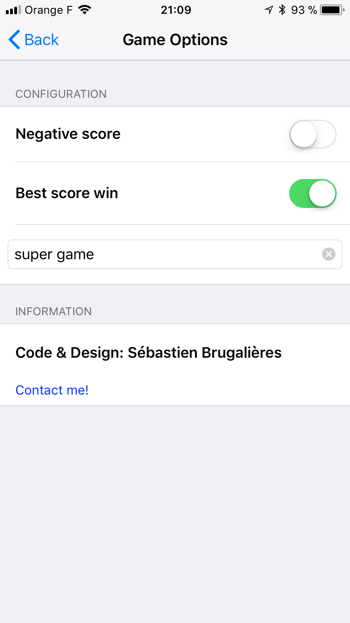 Orange F 21:09 93 %
Back Game Options
CONFIGURATION
Negative score
Best score win
super game
INFORMATION
Code & Design: Sébastien Brugalières
Contact me!